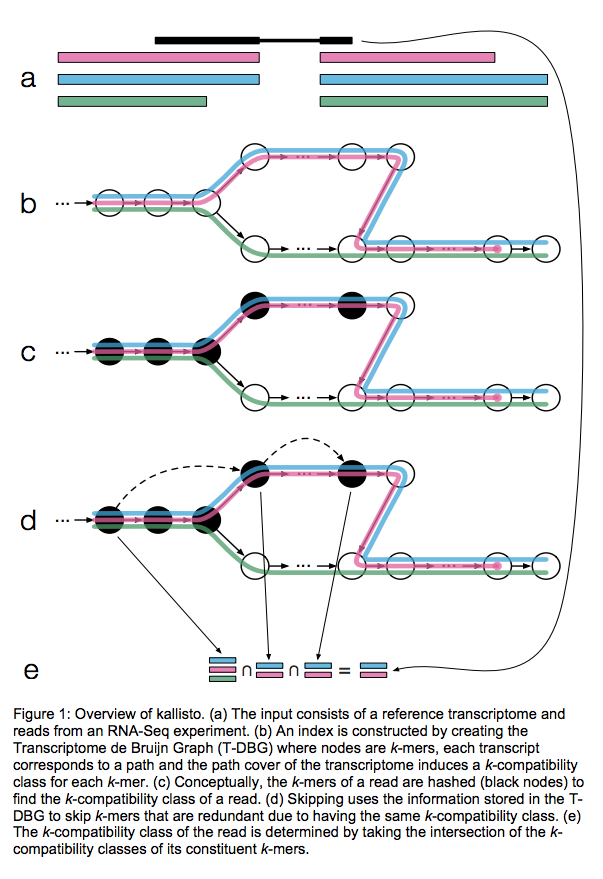 a
b
...
...
...
...
c
...
...
...
...
d
...
...
...
...
e
∩ ∩ =
Figure 1: Overview of kallisto. (a) The input consists of a reference transcriptome and
reads from an RNA-Seq experiment. (b) An index is constructed by creating the
Transcriptome de Bruijn Graph (T-DBG) where nodes are k-mers, each transcript
corresponds to a path and the path cover of the transcriptome induces a k-compatibility
class for each k-mer. (c) Conceptually, the k-mers of a read are hashed (black nodes) to
find the k-compatibility class of a read. (d) Skipping uses the information stored in the T-
DBG to skip k-mers that are redundant due to having the same k-compatibility class. (e)
The k-compatibility class of the read is determined by taking the intersection of the k-
compatibility classes of its constituent k-mers.